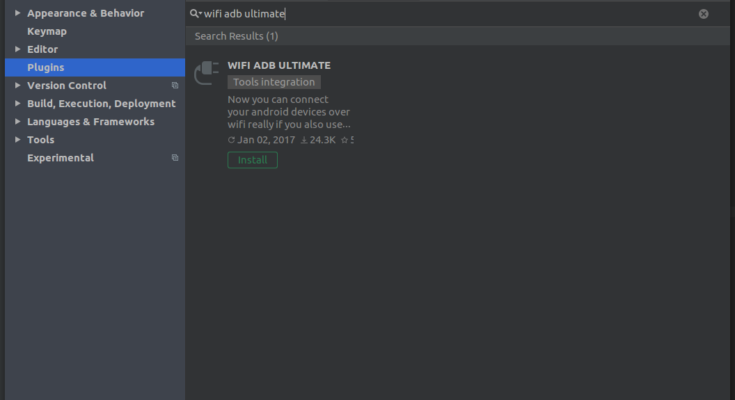 Appearance & Behavior
Keymap
Editor
Plugins
Version Control
Build, Execution, Deployment
Languages & Frameworks
Tools
Experimental
wifi adb ultimate
Search Results (1)
WIFI ADB ULTIMATE
Tools integration
Now you can connect
your android devices over
wifi really if you also use...
Jan 02, 2017 24.3K
Install